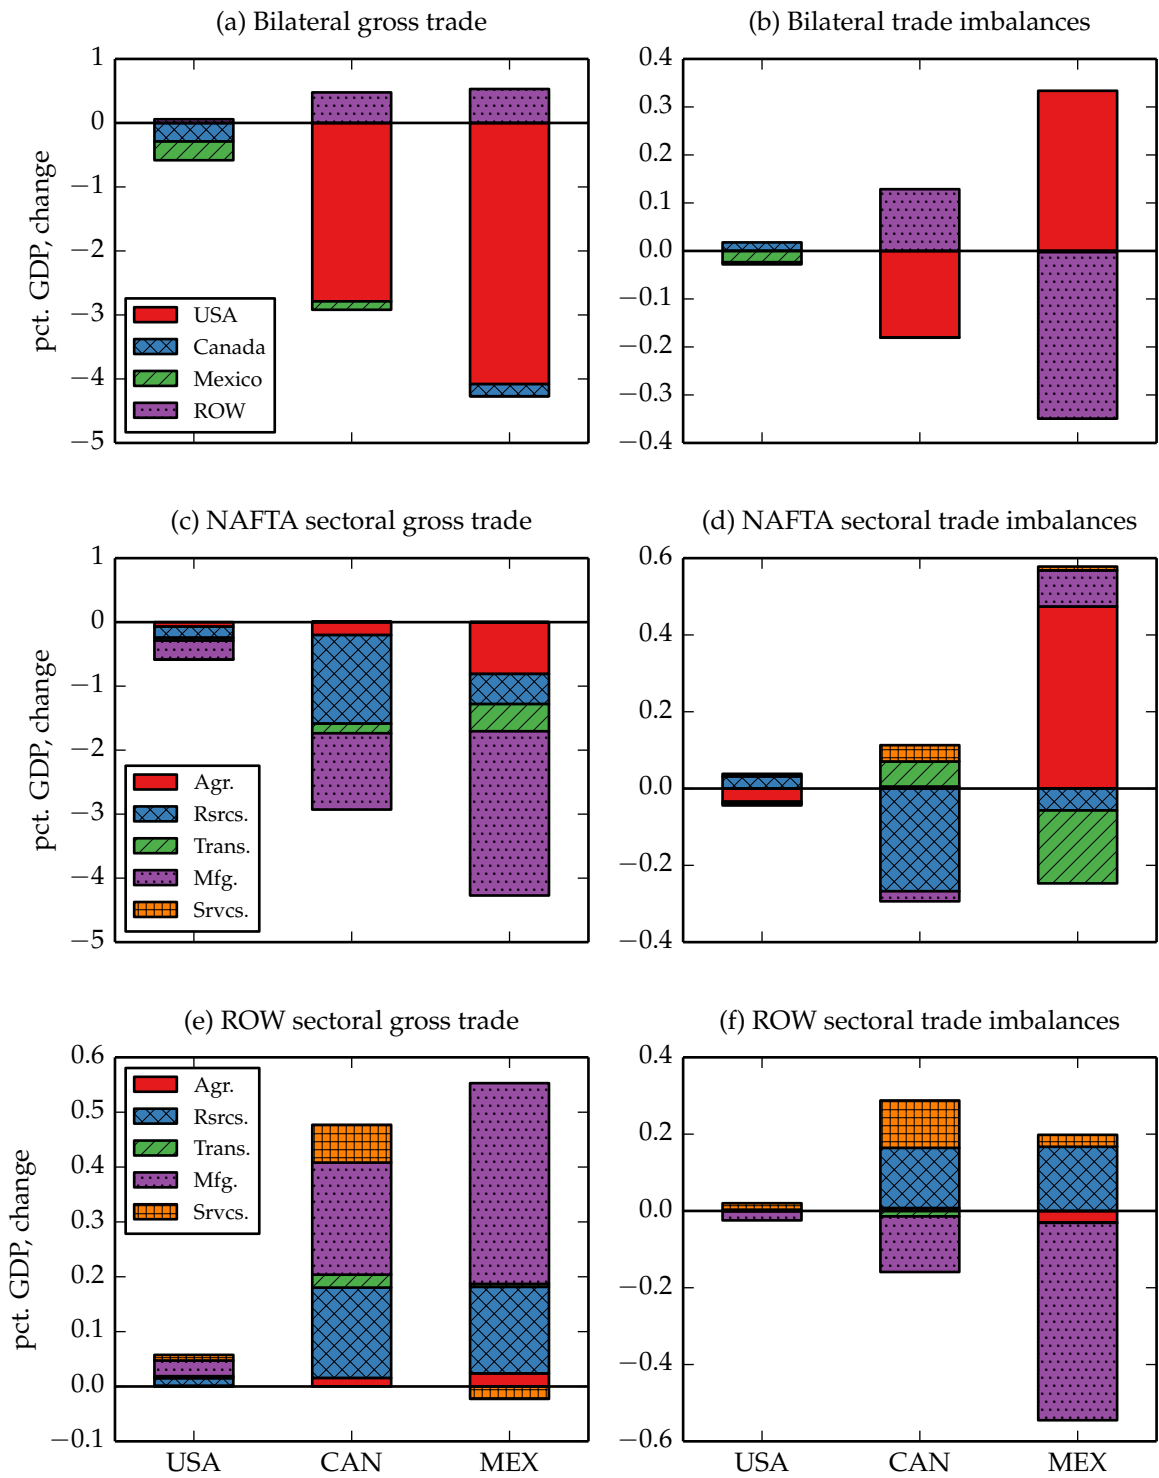 (a) Bilateral gross trade
1
0
−1
−2
−3
−4
−5
pct. GDP, change
USA
Canada
Mexico
ROW
(b) Bilateral trade imbalances
0.4
0.3
0.2
0.1
0.0
−0.1
−0.2
−0.3
−0.4
(c) NAFTA sectoral gross trade
1
0
−1
−2
−3
−4
−5
pct. GDP, change
Agr.
Rsrcs.
Trans.
Mfg.
Srvcs.
(d) NAFTA sectoral trade imbalances
0.6
0.4
0.2
0.0
−0.2
−0.4
(e) ROW sectoral gross trade
0.6
0.5
0.4
0.3
0.2
0.1
0.0
−0.1
pct. GDP, change
Agr.
Rsrcs.
Trans.
Mfg.
Srvcs.
USA CAN MEX
(f) ROW sectoral trade imbalances
0.4
0.2
0.0
−0.2
−0.4
−0.6
USA CAN MEX